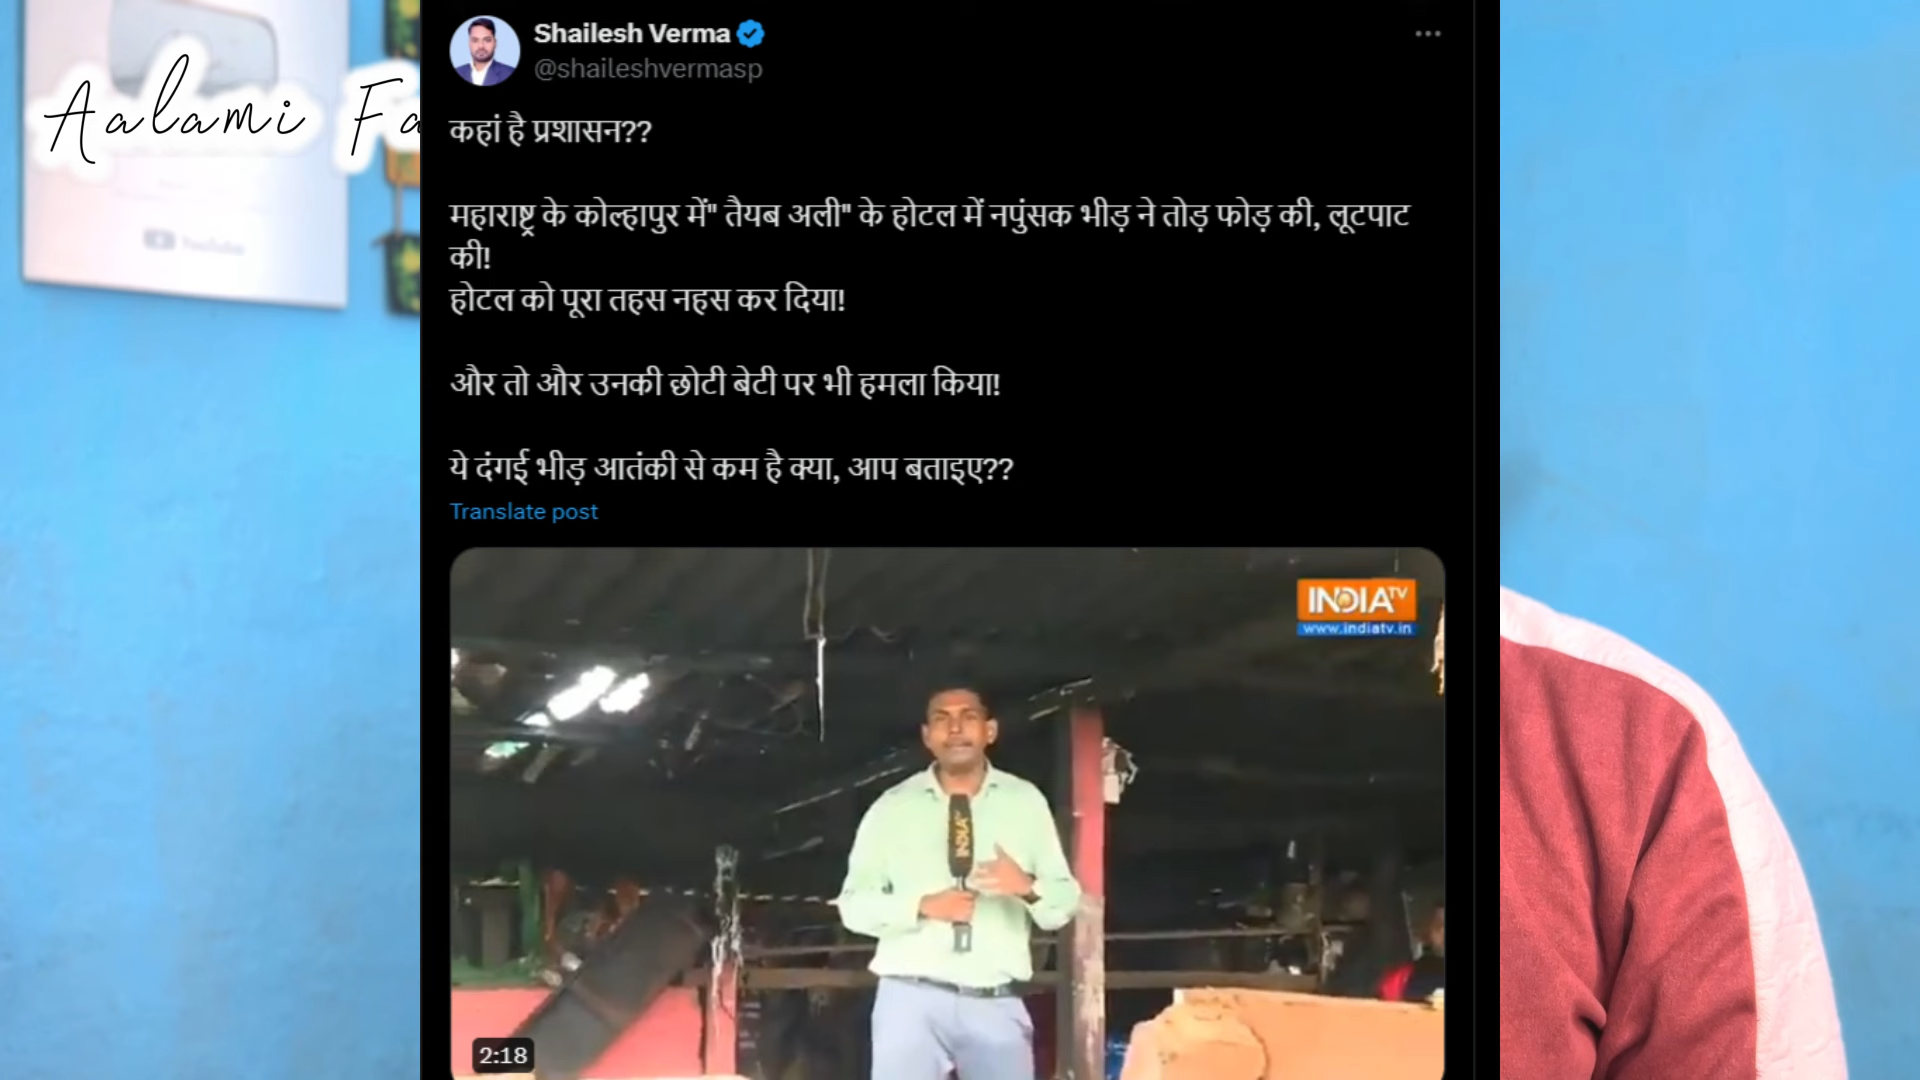 Aalami Fa
YouTube
Shailesh Verma
@shaileshvermasp
कहां है प्रशासन??
महाराष्ट्र के कोल्हापुर में" तैयब अली" के होटल में नपुंसक भीड़ ने तोड़ फोड़ की, लूटपाट
की!
होटल को पूरा तहस नहस कर दिया!
और तो और उनकी छोटी बेटी पर भी हमला किया!
ये दंगई भीड़ आतंकी से कम है क्या, आप बताइए??
Translate post
INDIA TV
www.indiatv.in
INDIA TV
2:18